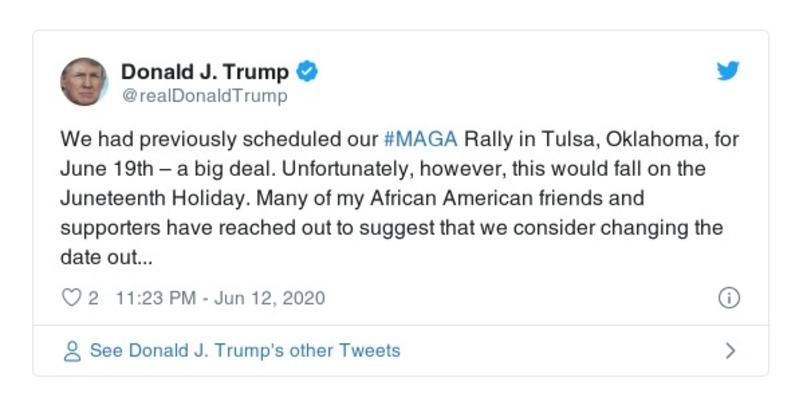 Donald J. Trump
@realDonaldTrump
We had previously scheduled our #MAGA Rally in Tulsa, Oklahoma, for
June 19th – a big deal. Unfortunately, however, this would fall on the
Juneteenth Holiday. Many of my African American friends and
supporters have reached out to suggest that we consider changing the
date out...
2 11:23 PM - Jun 12, 2020
See Donald J. Trump's other Tweets